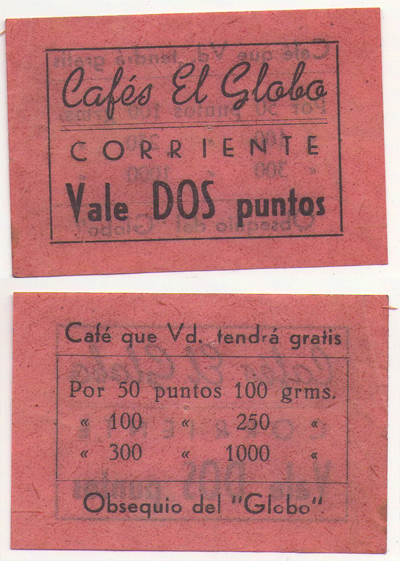 Cafés El Globo
CORRIENTE
Vale DOS puntos
Café que Vd. tendrá gratis
Por 50 puntos 100 grms.
« 100 « 250 «
« 300 « 1000 «
Obsequio del "Globo"